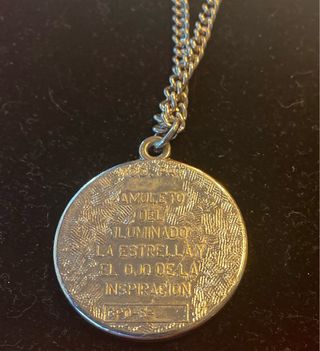 AMULETO
DEL
ILUMINADO
LA ESTRELLA Y
EL OJO DE LA
INSPIRACION